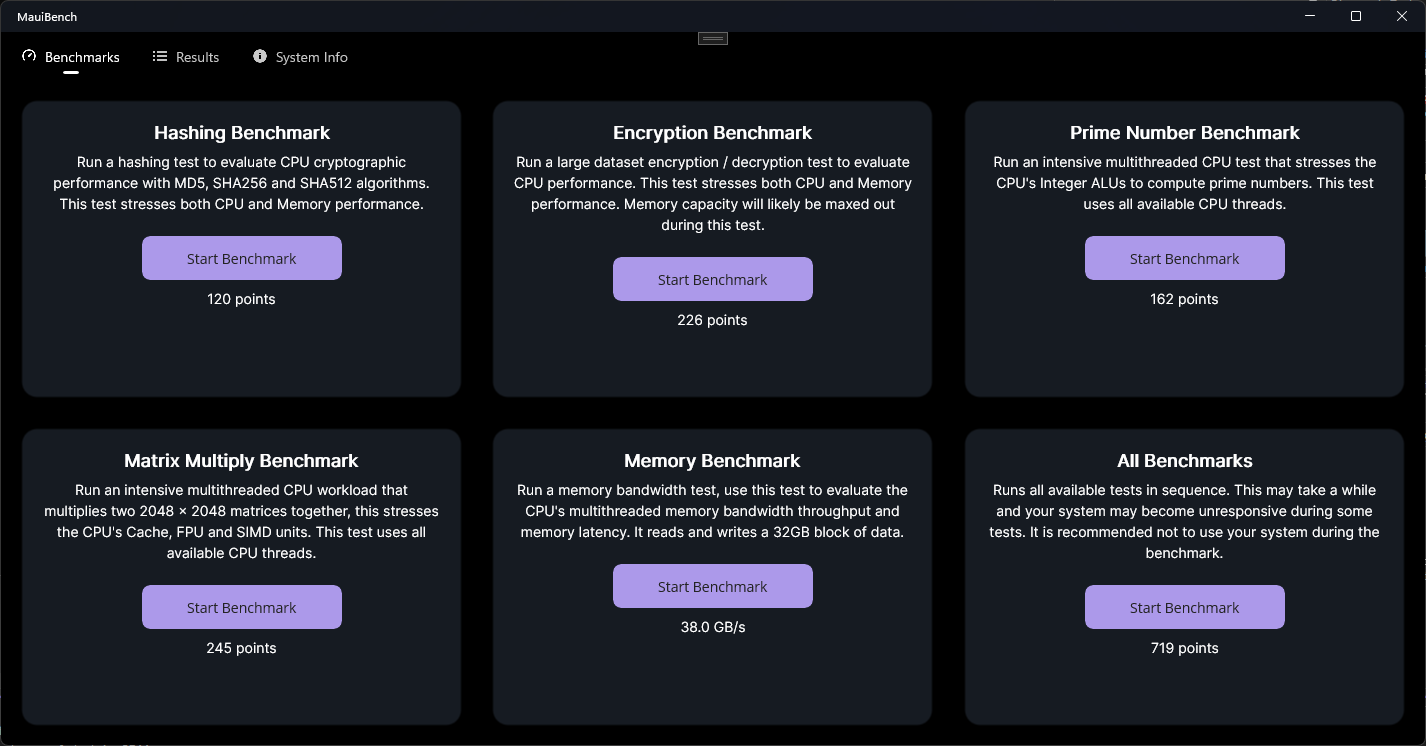 MauiBench
Benchmarks
Results
System Info
Hashing Benchmark
Run a hashing test to evaluate CPU cryptographic
performance with MD5, SHA256 and SHA512 algorithms.
This test stresses both CPU and Memory performance.
Start Benchmark
120 points
Encryption Benchmark
Run a large dataset encryption / decryption test to evaluate
CPU performance. This test stresses both CPU and Memory
performance. Memory capacity will likely be maxed out
during this test.
Start Benchmark
226 points
Prime Number Benchmark
Run an intensive multithreaded CPU test that stresses the
CPU's Integer ALUs to compute prime numbers. This test
uses all available CPU threads.
Start Benchmark
162 points
Matrix Multiply Benchmark
Run an intensive multithreaded CPU workload that
multiplies two 2048 × 2048 matrices together, this stresses
the CPU's Cache, FPU and SIMD units. This test uses all
available CPU threads.
Start Benchmark
245 points
Memory Benchmark
Run a memory bandwidth test, use this test to evaluate the
CPU's multithreaded memory bandwidth throughput and
memory latency. It reads and writes a 32GB block of data.
Start Benchmark
38.0 GB/s
All Benchmarks
Runs all available tests in sequence. This may take a while
and your system may become unresponsive during some
tests. It is recommended not to use your system during the
benchmark.
Start Benchmark
719 points